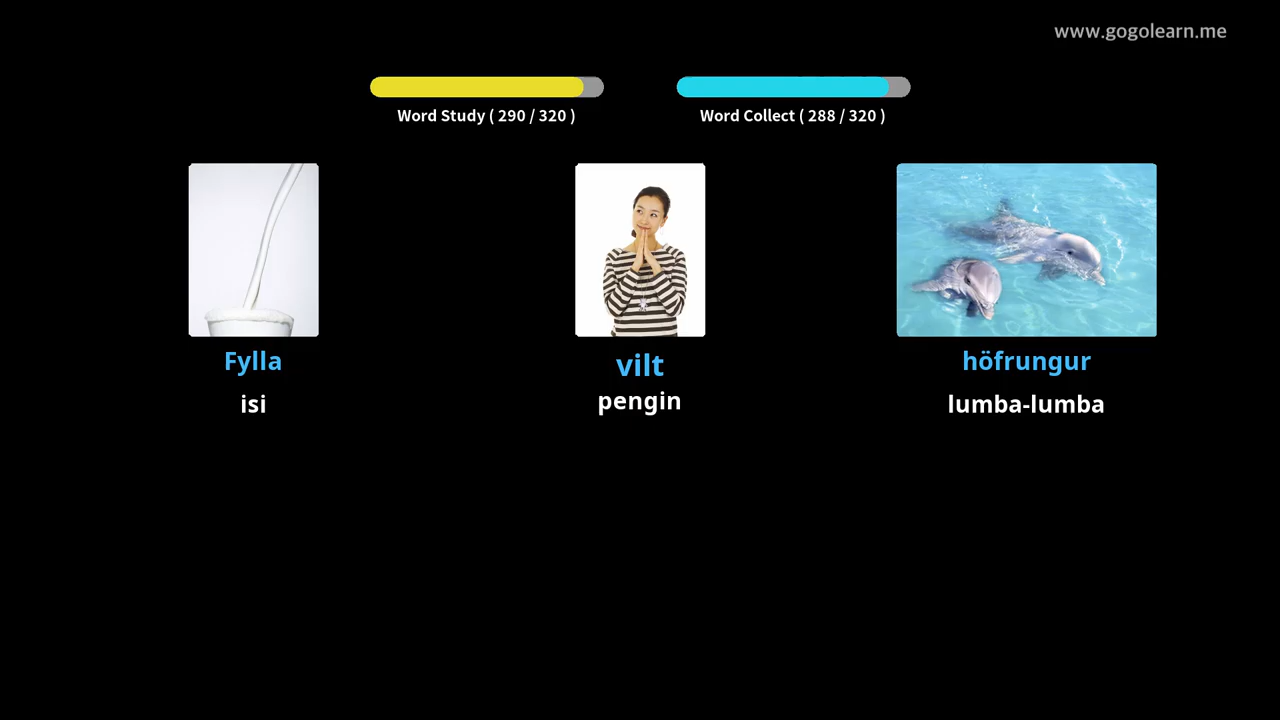 www.gogolearn.me
Word Study ( 290 / 320 )
Word Collect ( 288 / 320 )
Fylla
isi
vilt
pengin
höfrungur
lumba-lumba